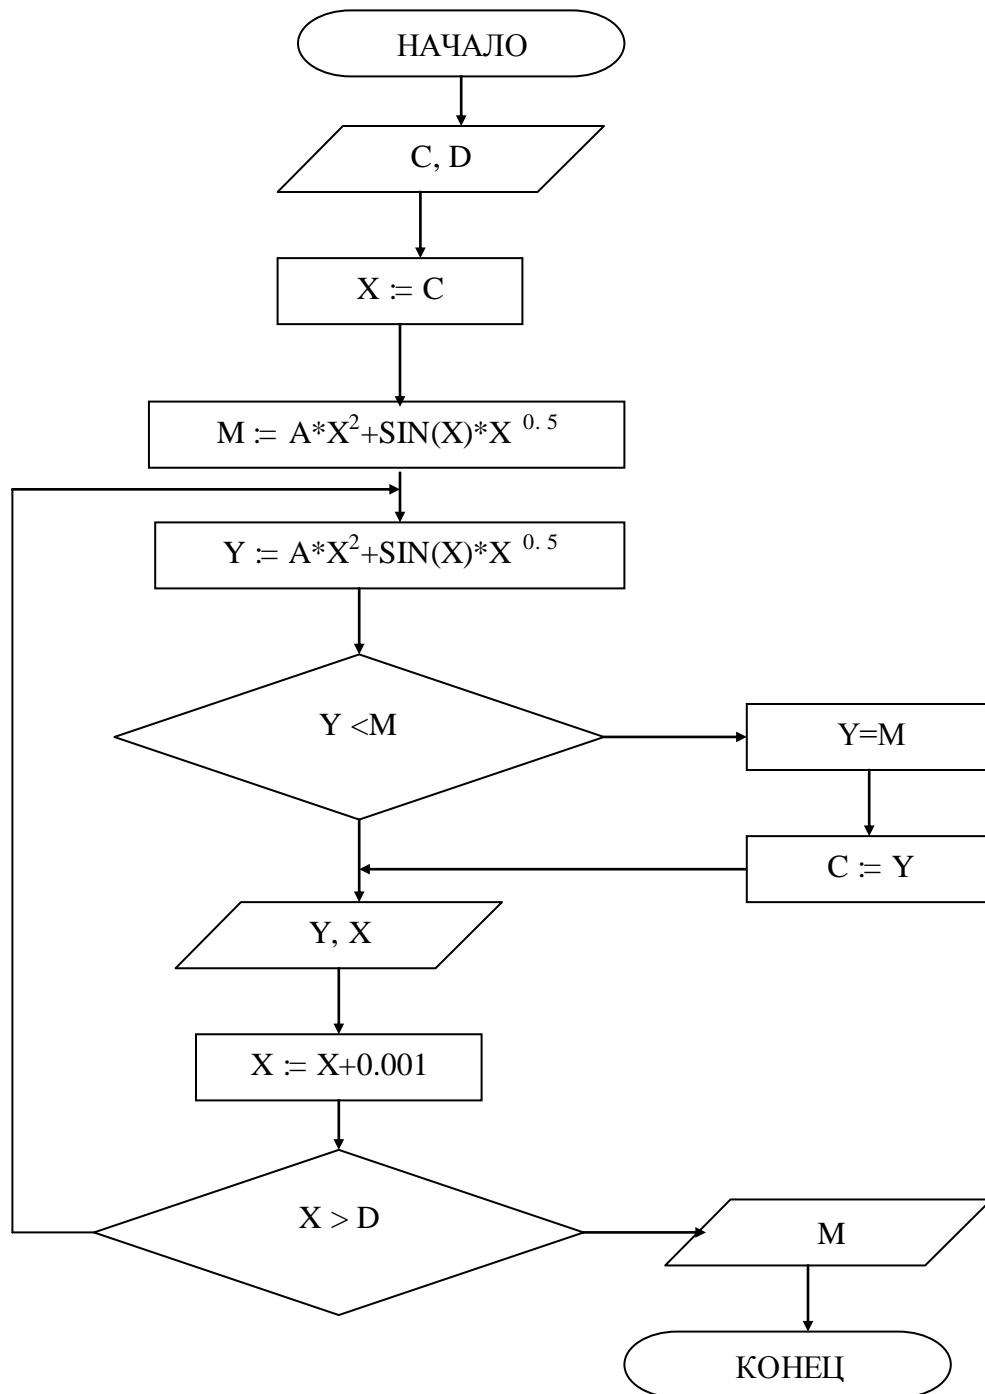 НАЧАЛО
C, D
X := C
M := A*X²+SIN(X)*X ⁰·⁵
Y := A*X²+SIN(X)*X ⁰·⁵
Y <M
Y=M
C := Y
Y, X
X := X+0.001
X > D
M
КОНЕЦ